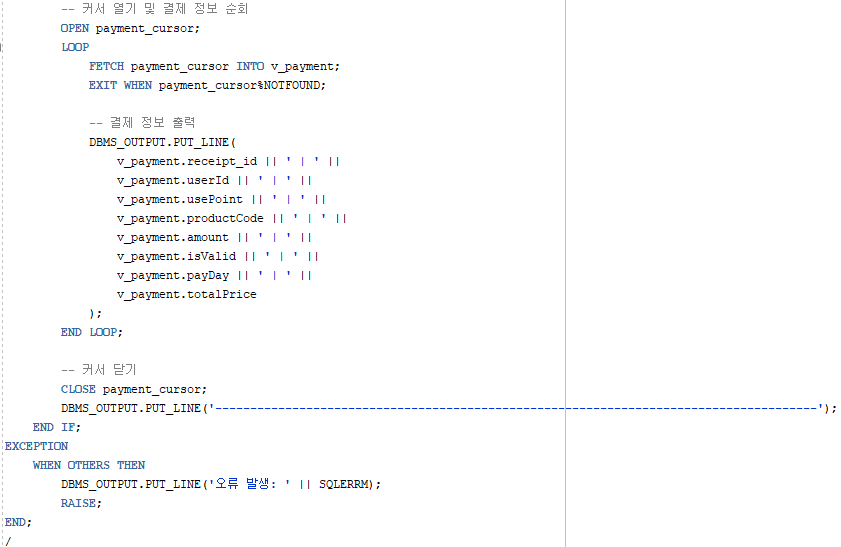 -- 커서 열기 및 결제 정보 순회
OPEN payment_cursor;
LOOP
FETCH payment_cursor INTO v_payment;
EXIT WHEN payment_cursor%NOTFOUND;
-- 결제 정보 출력
DBMS_OUTPUT.PUT_LINE(
v_payment.receipt_id || ' | ' ||
v_payment.userId || ' | ' ||
v_payment.usePoint || ' | ' ||
v_payment.productCode || ' | ' ||
v_payment.amount || ' | ' ||
v_payment.isValid || ' | ' ||
v_payment.payDay || ' | ' ||
v_payment.totalPrice
);
END LOOP;
-- 커서 닫기
CLOSE payment_cursor;
DBMS_OUTPUT.PUT_LINE('--------------------------------------------------------------------------------------');
END IF;
EXCEPTION
WHEN OTHERS THEN
DBMS_OUTPUT.PUT_LINE('오류 발생: ' || SQLERRM);
RAISE;
END;
/